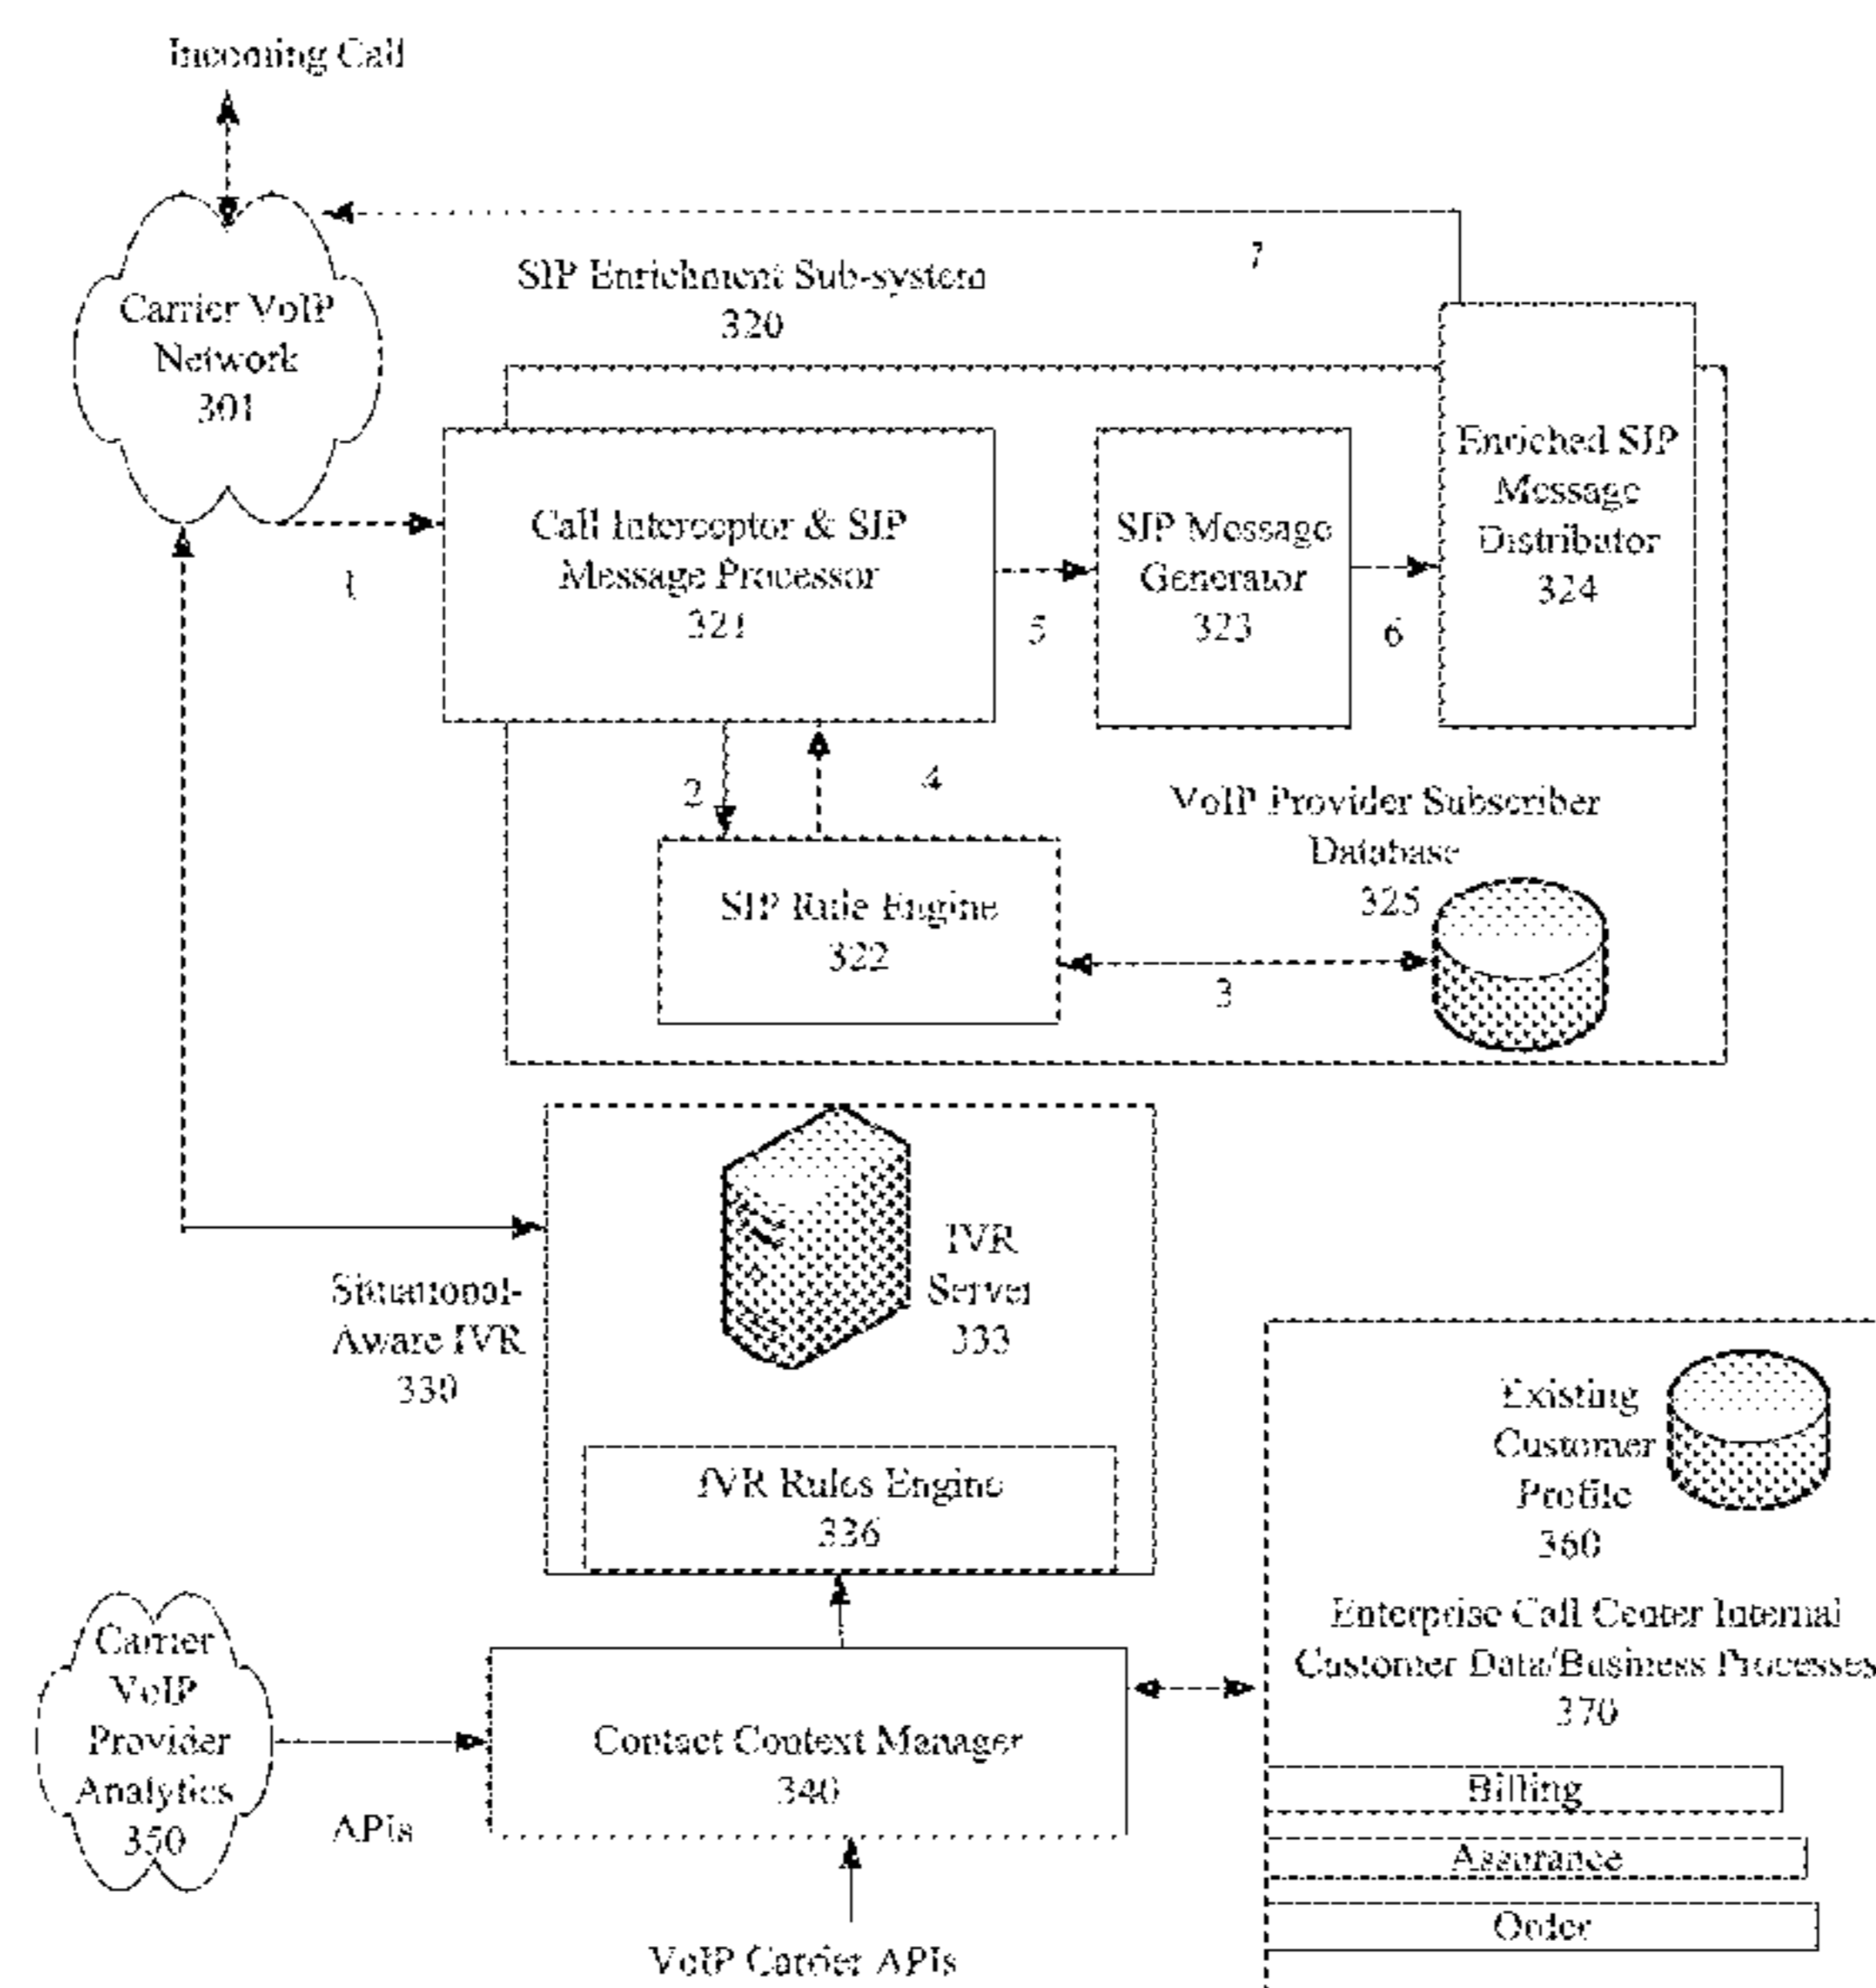 Incoming Call
7
SIP Enrichment Sub-system
320
Carrier VoIP
Network
301
Enriched SIP
Message
Distributor
324
Call Interceptor & SIP
Message Processor
321
SIP Message
Generator
323
1
5
6
2
4
VoIP Provider Subscriber
Database
325
SIP Rule Engine
322
3
IVR
Server
333
Situational-
Aware IVR
330
Existing
Customer
Profile
360
IVR Rules Engine
336
Enterprise Call Center Internal
Customer Data/Business Processes
370
Carrier
VoIP
Provider
Analytics
350
APIs
Contact Context Manager
340
Billing
Assurance
Order
VoIP Carrier APIs